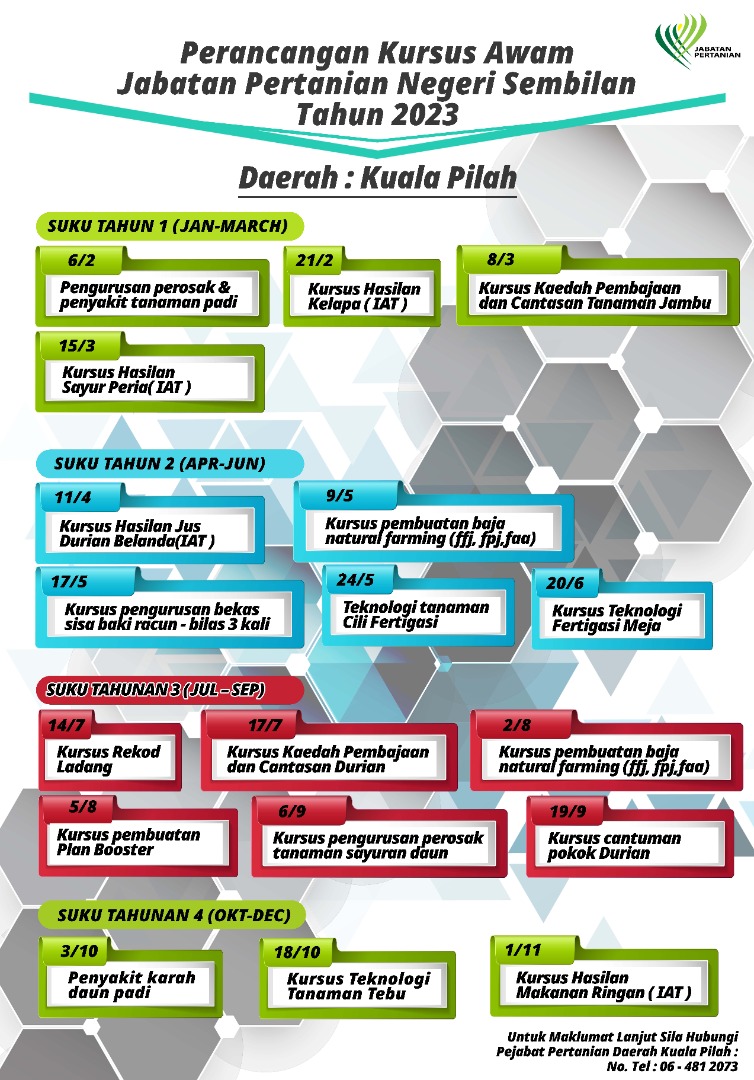 JABATAN
PERTANIAN
Perancangan Kursus Awam
Jabatan Pertanian Negeri Sembilan
Tahun 2023
Daerah : Kuala Pilah
SUKU TAHUN 1 (JAN-MARCH)
6/2
Pengurusan perosak &
penyakit tanaman padi
21/2
Kursus Hasilan
Kelapa ( IAT )
8/3
Kursus Kaedah Pembajaan
dan Cantasan Tanaman Jambu
15/3
Kursus Hasilan
Sayur Peria( IAT )
SUKU TAHUN 2 (APR-JUN)
11/4
Kursus Hasilan Jus
Durian Belanda(IAT )
9/5
Kursus pembuatan baja
natural farming (ffj, fpj,faa)
17/5
Kursus pengurusan bekas
sisa baki racun - bilas 3 kali
24/5
Teknologi tanaman
Cili Fertigasi
20/6
Kursus Teknologi
Fertigasi Meja
SUKU TAHUNAN 3 (JUL – SEP)
14/7
Kursus Rekod
Ladang
17/7
Kursus Kaedah Pembajaan
dan Cantasan Durian
2/8
Kursus pembuatan baja
natural farming (ffj, fpj,faa)
5/8
Kursus pembuatan
Plan Booster
6/9
Kursus pengurusan perosak
tanaman sayuran daun
19/9
Kursus cantuman
pokok Durian
SUKU TAHUNAN 4 (OKT-DEC)
3/10
Penyakit karah
daun padi
18/10
Kursus Teknologi
Tanaman Tebu
1/11
Kursus Hasilan
Makanan Ringan ( IAT )
Untuk Maklumat Lanjut Sila Hubungi
Pejabat Pertanian Daerah Kuala Pilah :
No. Tel : 06 - 481 2073